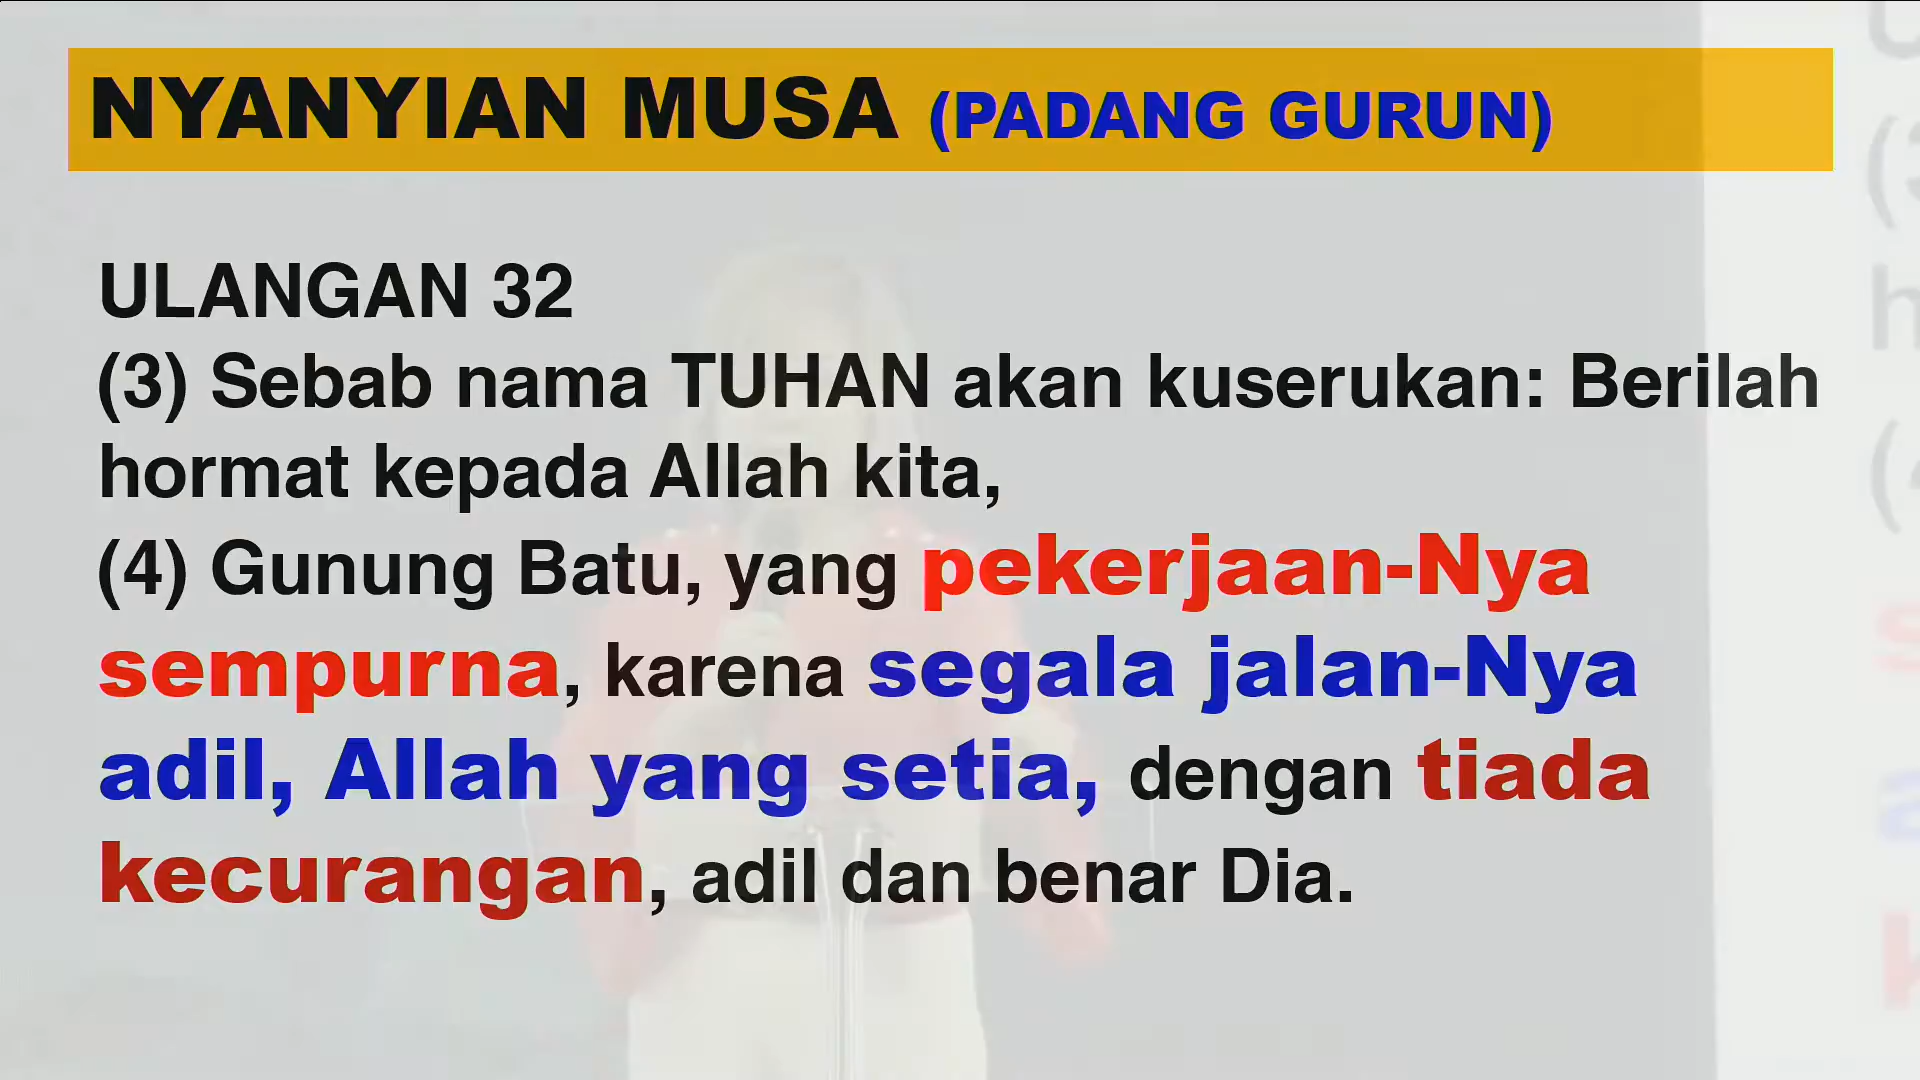 NYANYIAN MUSA (PADANG GURUN)
ULANGAN 32
(3) Sebab nama TUHAN akan kuserukan: Berilah
hormat kepada Allah kita,
(4) Gunung Batu, yang pekerjaan-Nya
sempurna, karena segala jalan-Nya
adil, Allah yang setia, dengan tiada
kecurangan, adil dan benar Dia.